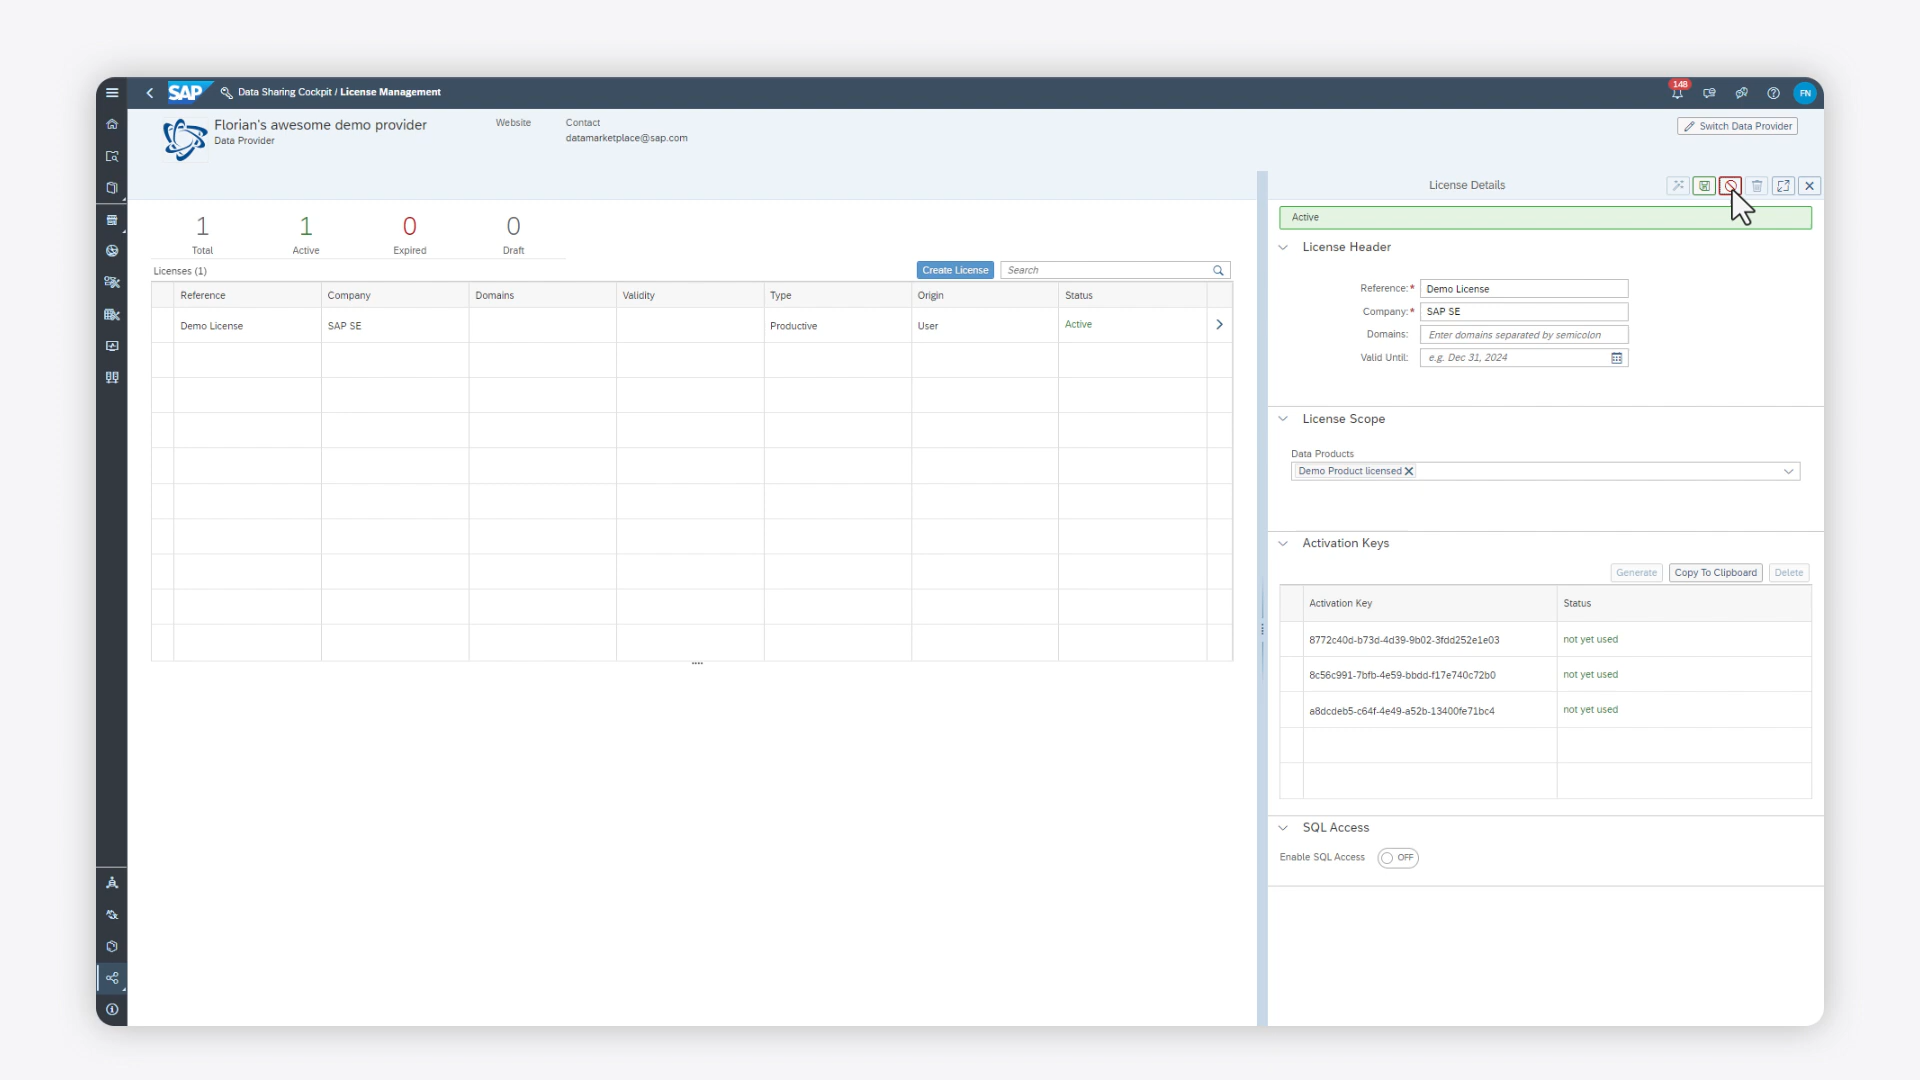 SAP Data Sharing Cockpit / License Management
148
FN
Florian's awesome demo provider
Data Provider
Website
Contact
datamarketplace@sap.com
Switch Data Provider
1 1 0 0
Total Active Expired Draft
Licenses (1)
Create License
Search
Reference Company Domains Validity Type Origin Status
Demo License SAP SE Productive User Active
License Details
Active
License Header
Reference:* Demo License
Company:* SAP SE
Domains: Enter domains separated by semicolon
Valid Until: e.g. Dec 31, 2024
License Scope
Data Products
Demo Product licensed
Activation Keys
Generate Copy To Clipboard Delete
Activation Key Status
8772c40d-b73d-4d39-9b02-3fdd252e1e03 not yet used
8c56c991-7bfb-4e59-bbdd-f17e740c72b0 not yet used
a8dcdeb5-c64f-4e49-a52b-13400fe71bc4 not yet used
SQL Access
Enable SQL Access OFF